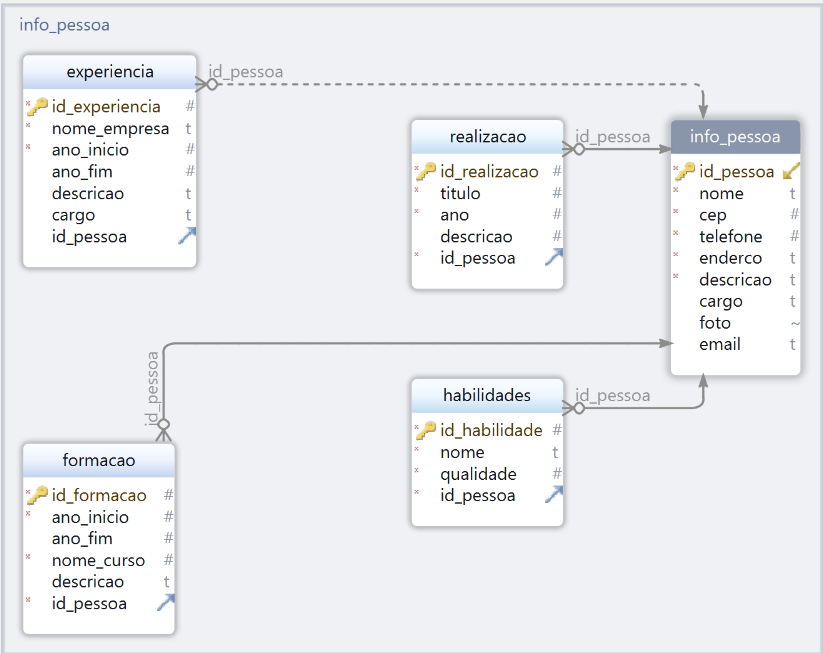 info_pessoa
experiencia
id_experiencia #
* nome_empresa t
* ano_inicio #
ano_fim #
descricao t
cargo t
id_pessoa
id_pessoa
realizacao
* id_realizacao #
* titulo #
* ano #
descricao #
* id_pessoa
id_pessoa
info_pessoa
* id_pessoa
* nome t
* cep #
* telefone #
* enderco t
* descricao t
cargo t
foto ~
email t
id_pessoa
formacao
* id_formacao #
* ano_inicio #
ano_fim #
* nome_curso #
descricao t
* id_pessoa
habilidades
* id_habilidade #
* nome t
* qualidade #
* id_pessoa
id_pessoa